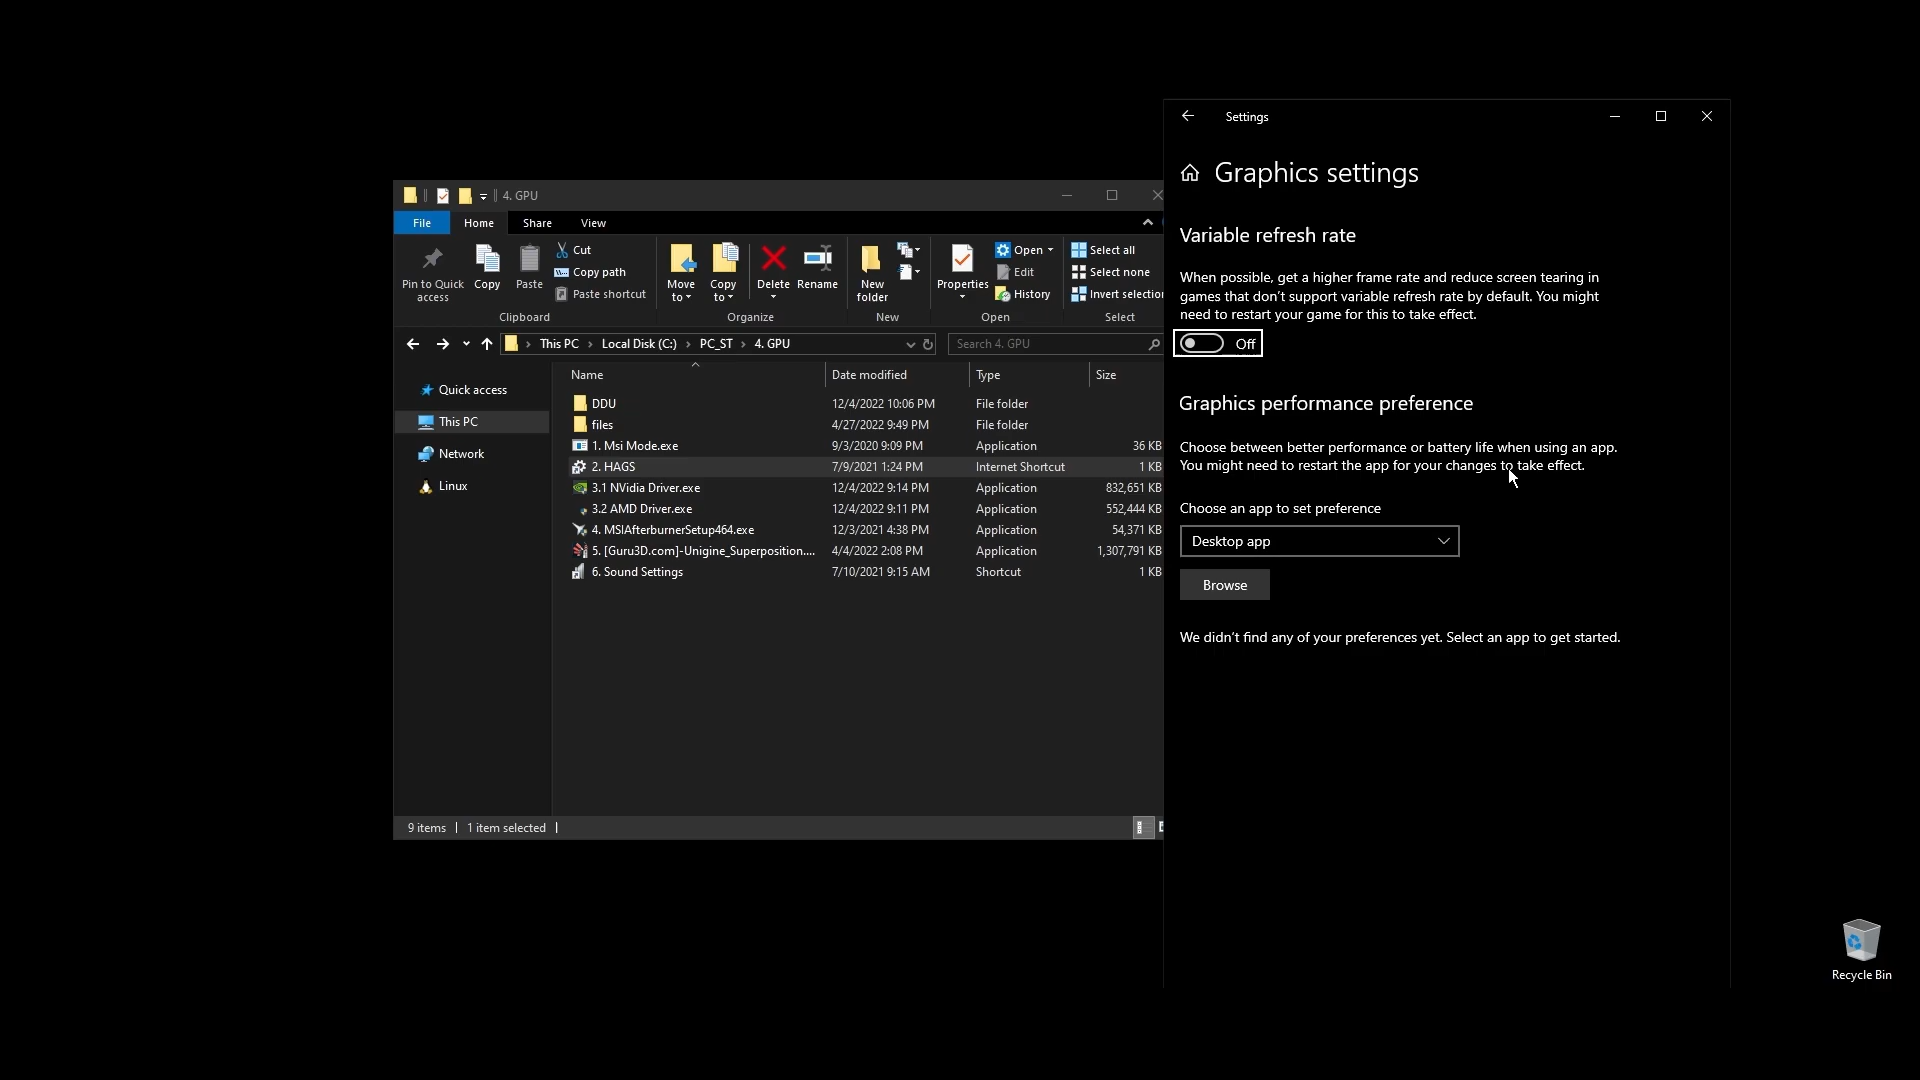 4. GPU
File
Home
Share
View
Pin to Quick
access
Copy
Paste
Cut
Copy path
Paste shortcut
Clipboard
Move
to
Copy
to
Delete
Rename
Organize
New
folder
New
Properties
Open
Edit
History
Open
Select all
Select none
Invert selection
Select
This PC
Local Disk (C:)
PC_ST
4. GPU
Search 4. GPU
Quick access
This PC
Network
Linux
Name
Date modified
Type
Size
DDU 12/4/2022 10:06 PM File folder
files 4/27/2022 9:49 PM File folder
1. Msi Mode.exe 9/3/2020 9:09 PM Application 36 KB
2. HAGS 7/9/2021 1:24 PM Internet Shortcut 1 KB
3.1 NVidia Driver.exe 12/4/2022 9:14 PM Application 832,651 KB
3.2 AMD Driver.exe 12/4/2022 9:11 PM Application 552,444 KB
4. MSIAfterburnerSetup464.exe 12/3/2021 4:38 PM Application 54,371 KB
5. [Guru3D.com]-Unigine_Superposition.... 4/4/2022 2:08 PM Application 1,307,791 KB
6. Sound Settings 7/10/2021 9:15 AM Shortcut 1 KB
9 items
1 item selected
Settings
Graphics settings
Variable refresh rate
When possible, get a higher frame rate and reduce screen tearing in
games that don't support variable refresh rate by default. You might
need to restart your game for this to take effect.
Off
Graphics performance preference
Choose between better performance or battery life when using an app.
You might need to restart the app for your changes to take effect.
Choose an app to set preference
Desktop app
Browse
We didn't find any of your preferences yet. Select an app to get started.
Recycle Bin